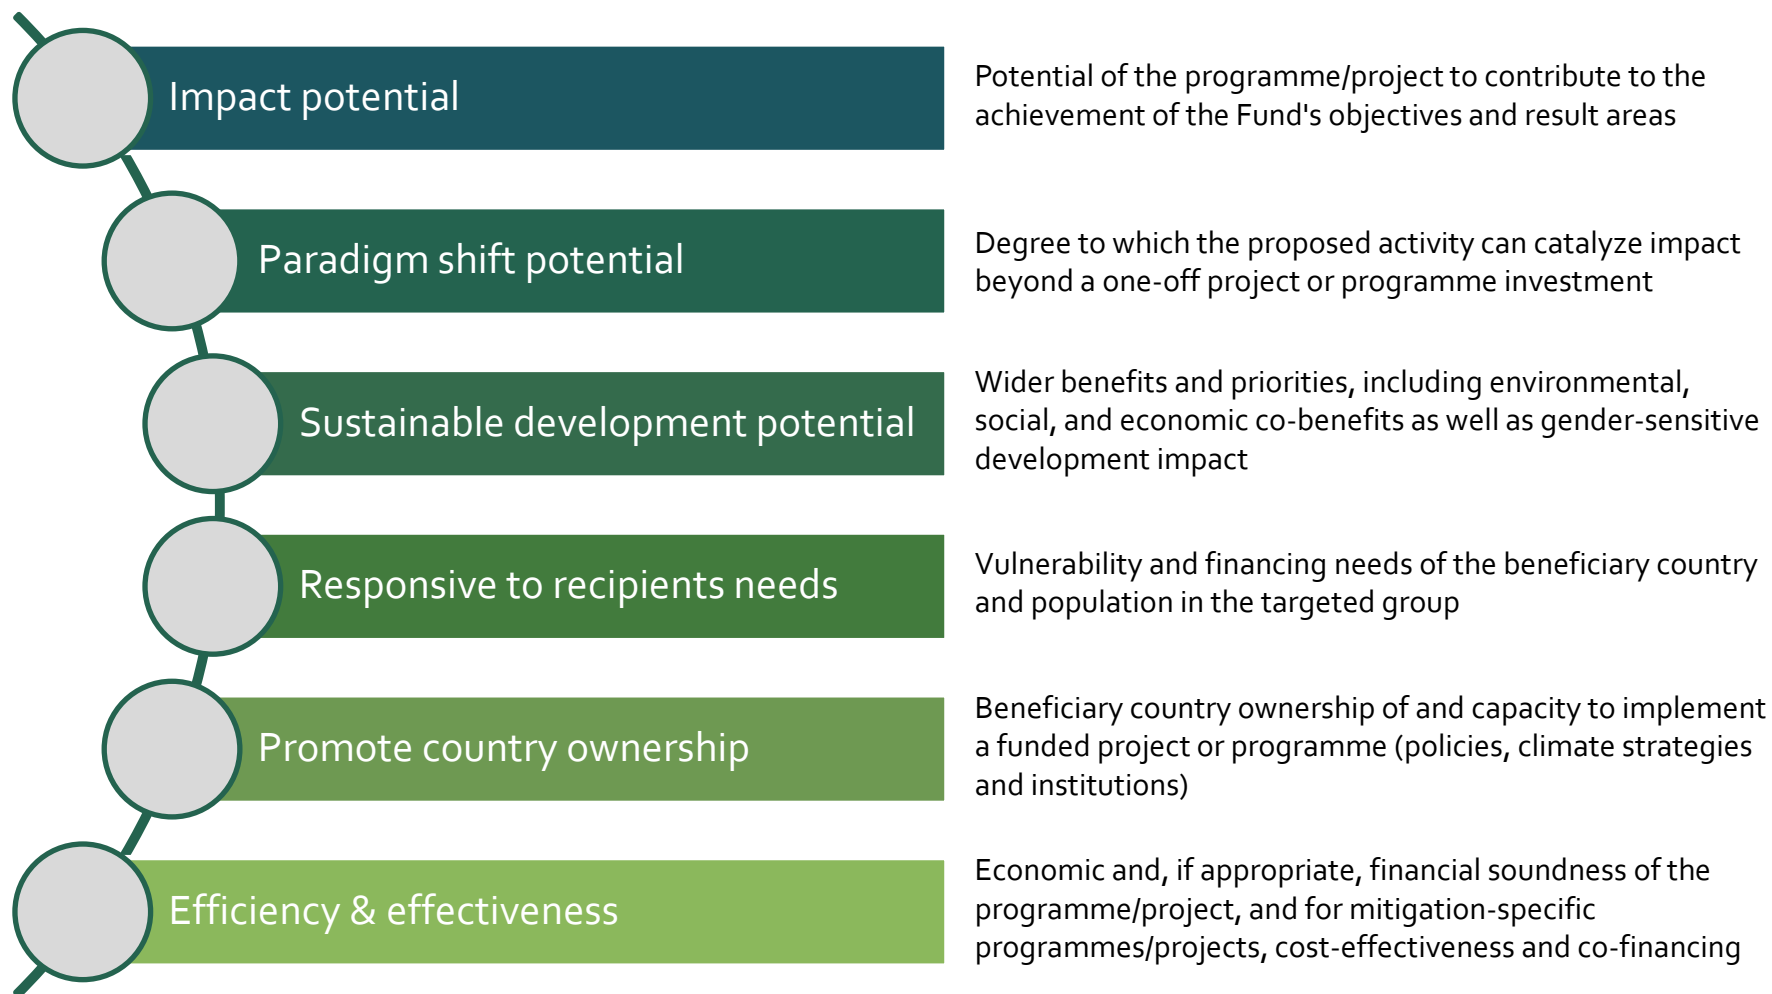 Impact potential
Potential of the programme/project to contribute to the
achievement of the Fund's objectives and result areas
Paradigm shift potential
Degree to which the proposed activity can catalyze impact
beyond a one-off project or programme investment
Sustainable development potential
Wider benefits and priorities, including environmental,
social, and economic co-benefits as well as gender-sensitive
development impact
Responsive to recipients needs
Vulnerability and financing needs of the beneficiary country
and population in the targeted group
Promote country ownership
Beneficiary country ownership of and capacity to implement
a funded project or programme (policies, climate strategies
and institutions)
Efficiency & effectiveness
Economic and, if appropriate, financial soundness of the
programme/project, and for mitigation-specific
programmes/projects, cost-effectiveness and co-financing